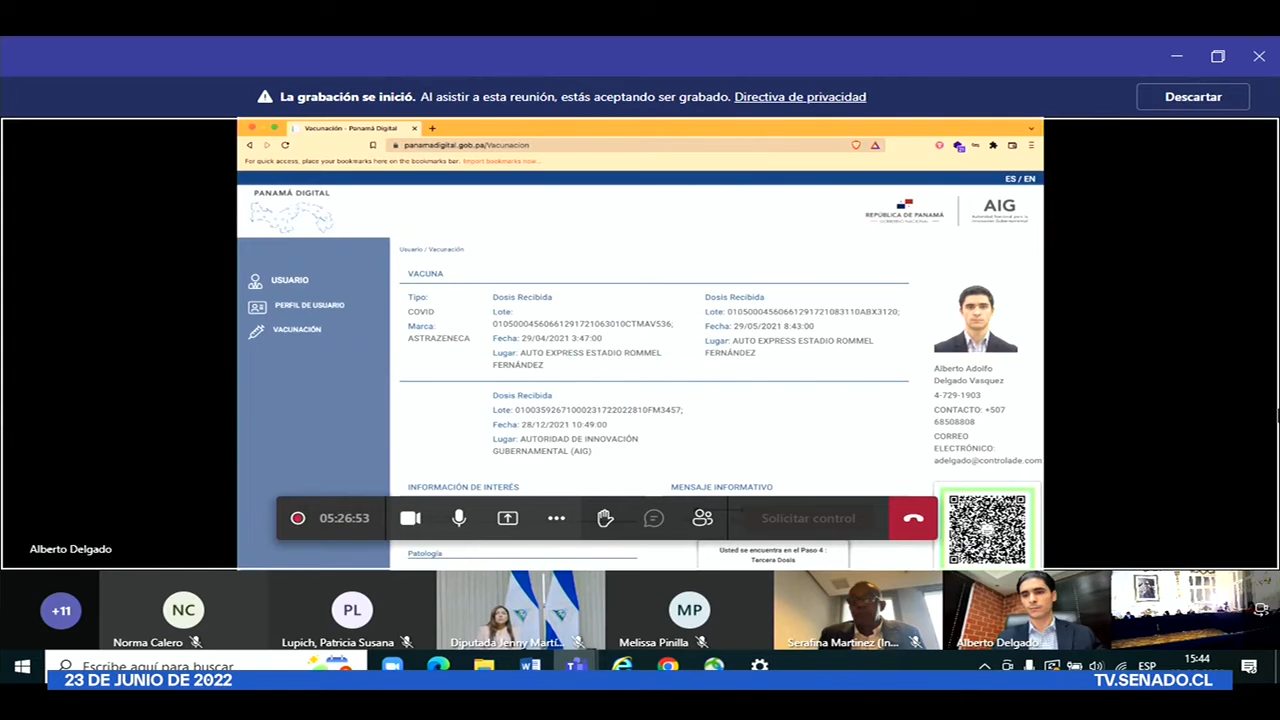 La grabación se inició. Al asistir a esta reunión, estás aceptando ser grabado. Directiva de privacidad
Descartar
Vacunación - Panamá Digital
panamadigital.gob.pa/Vacunacion
For quick access, place your bookmarks here on the bookmarks bar. Import bookmarks now...
ES / EN
PANAMÁ DIGITAL
REPÚBLICA DE PANAMÁ
GOBIERNO NACIONAL
AIG
Autoridad Nacional para la
Innovación Gubernamental
Usuario / Vacunación
USUARIO
PERFIL DE USUARIO
VACUNACIÓN
VACUNA
Tipo:
COVID
Marca:
ASTRAZENECA
Dosis Recibida
Lote:
01050004560661291721063010CTMAV536;
Fecha: 29/04/2021 3:47:00
Lugar: AUTO EXPRESS ESTADIO ROMMEL
FERNÁNDEZ
Dosis Recibida
Lote: 01050004560661291721083110ABX3120;
Fecha: 29/05/2021 8:43:00
Lugar: AUTO EXPRESS ESTADIO ROMMEL
FERNÁNDEZ
Dosis Recibida
Lote: 01003592671000231722022810FM3457;
Fecha: 28/12/2021 10:49:00
Lugar: AUTORIDAD DE INNOVACIÓN
GUBERNAMENTAL (AIG)
Alberto Adolfo
Delgado Vasquez
4-729-1903
CONTACTO: +507
68508808
CORREO
ELECTRÓNICO:
adelgado@controlade.com
INFORMACIÓN DE INTERÉS
MENSAJE INFORMATIVO
05:26:53
Solicitar control
Patología
Usted se encuentra en el Paso 4 :
Tercera Dosis
Alberto Delgado
+11
NC
Norma Calero
PL
Lupich, Patricia Susana
Diputada Jenny Martí...
MP
Melissa Pinilla
Serafina Martinez (In...
Alberto Delgado
Escribe aquí para buscar
ESP
15:44
23 DE JUNIO DE 2022
TV.SENADO.CL